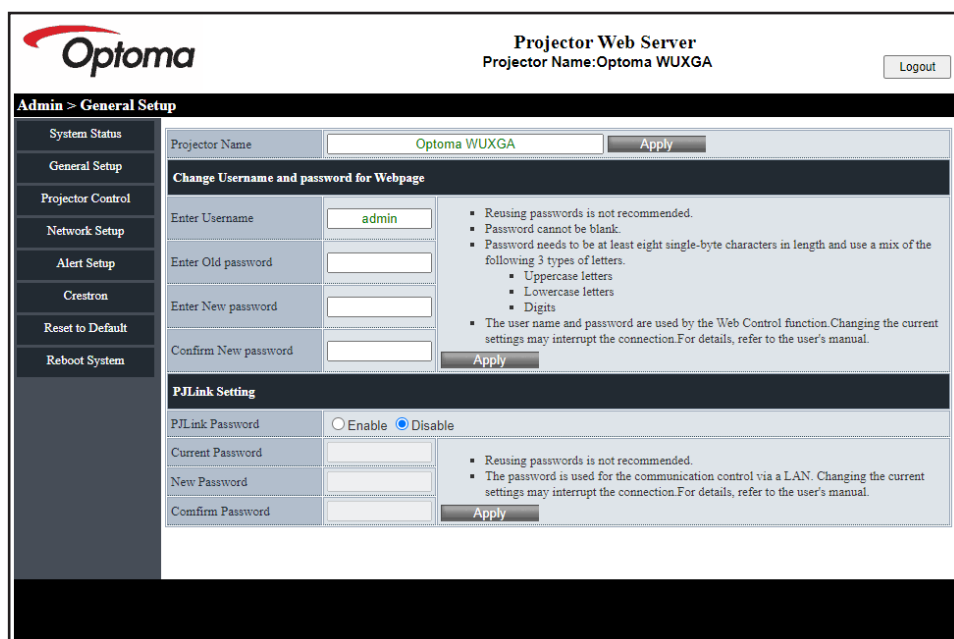 Optoma
Projector Web Server
Projector Name:Optoma WUXGA
Logout
Admin > General Setup
System Status
General Setup
Projector Control
Network Setup
Alert Setup
Crestron
Reset to Default
Reboot System
Projector Name
Optoma WUXGA
Apply
Change Username and password for Webpage
Enter Username
admin
Enter Old password
Enter New password
Confirm New password
Reusing passwords is not recommended.
Password cannot be blank.
Password needs to be at least eight single-byte characters in length and use a mix of the
following 3 types of letters.
Uppercase letters
Lowercase letters
Digits
The user name and password are used by the Web Control function.Changing the current
settings may interrupt the connection.For details, refer to the user's manual.
Apply
PJLink Setting
PJLink Password
Enable Disable
Current Password
New Password
Comfirm Password
Reusing passwords is not recommended.
The password is used for the communication control via a LAN. Changing the current
settings may interrupt the connection.For details, refer to the user's manual.
Apply